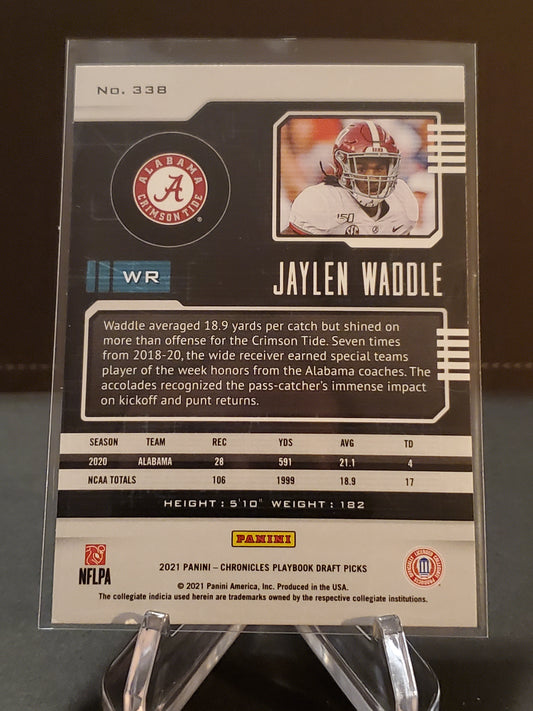 No. 338
ALABAMA
A
CRIMSON TIDE
®
150
WR
JAYLEN WADDLE
Waddle averaged 18.9 yards per catch but shined on
more than offense for the Crimson Tide. Seven times
from 2018-20, the wide receiver earned special teams
player of the week honors from the Alabama coaches. The
accolades recognized the pass-catcher's immense impact
on kickoff and punt returns.
SEASON TEAM REC YDS AVG TD
2020 ALABAMA 28 591 21.1 4
NCAA TOTALS 106 1999 18.9 17
HEIGHT : 5'10" WEIGHT : 182
PANINI
NFLPA
2021 PANINI – CHRONICLES PLAYBOOK DRAFT PICKS
© 2021 Panini America, Inc. Produced in the USA.
The collegiate indicia used herein are trademarks owned by the respective collegiate institutions.
OFFICIALLY LICENSED COLLEGIATE PRODUCTS